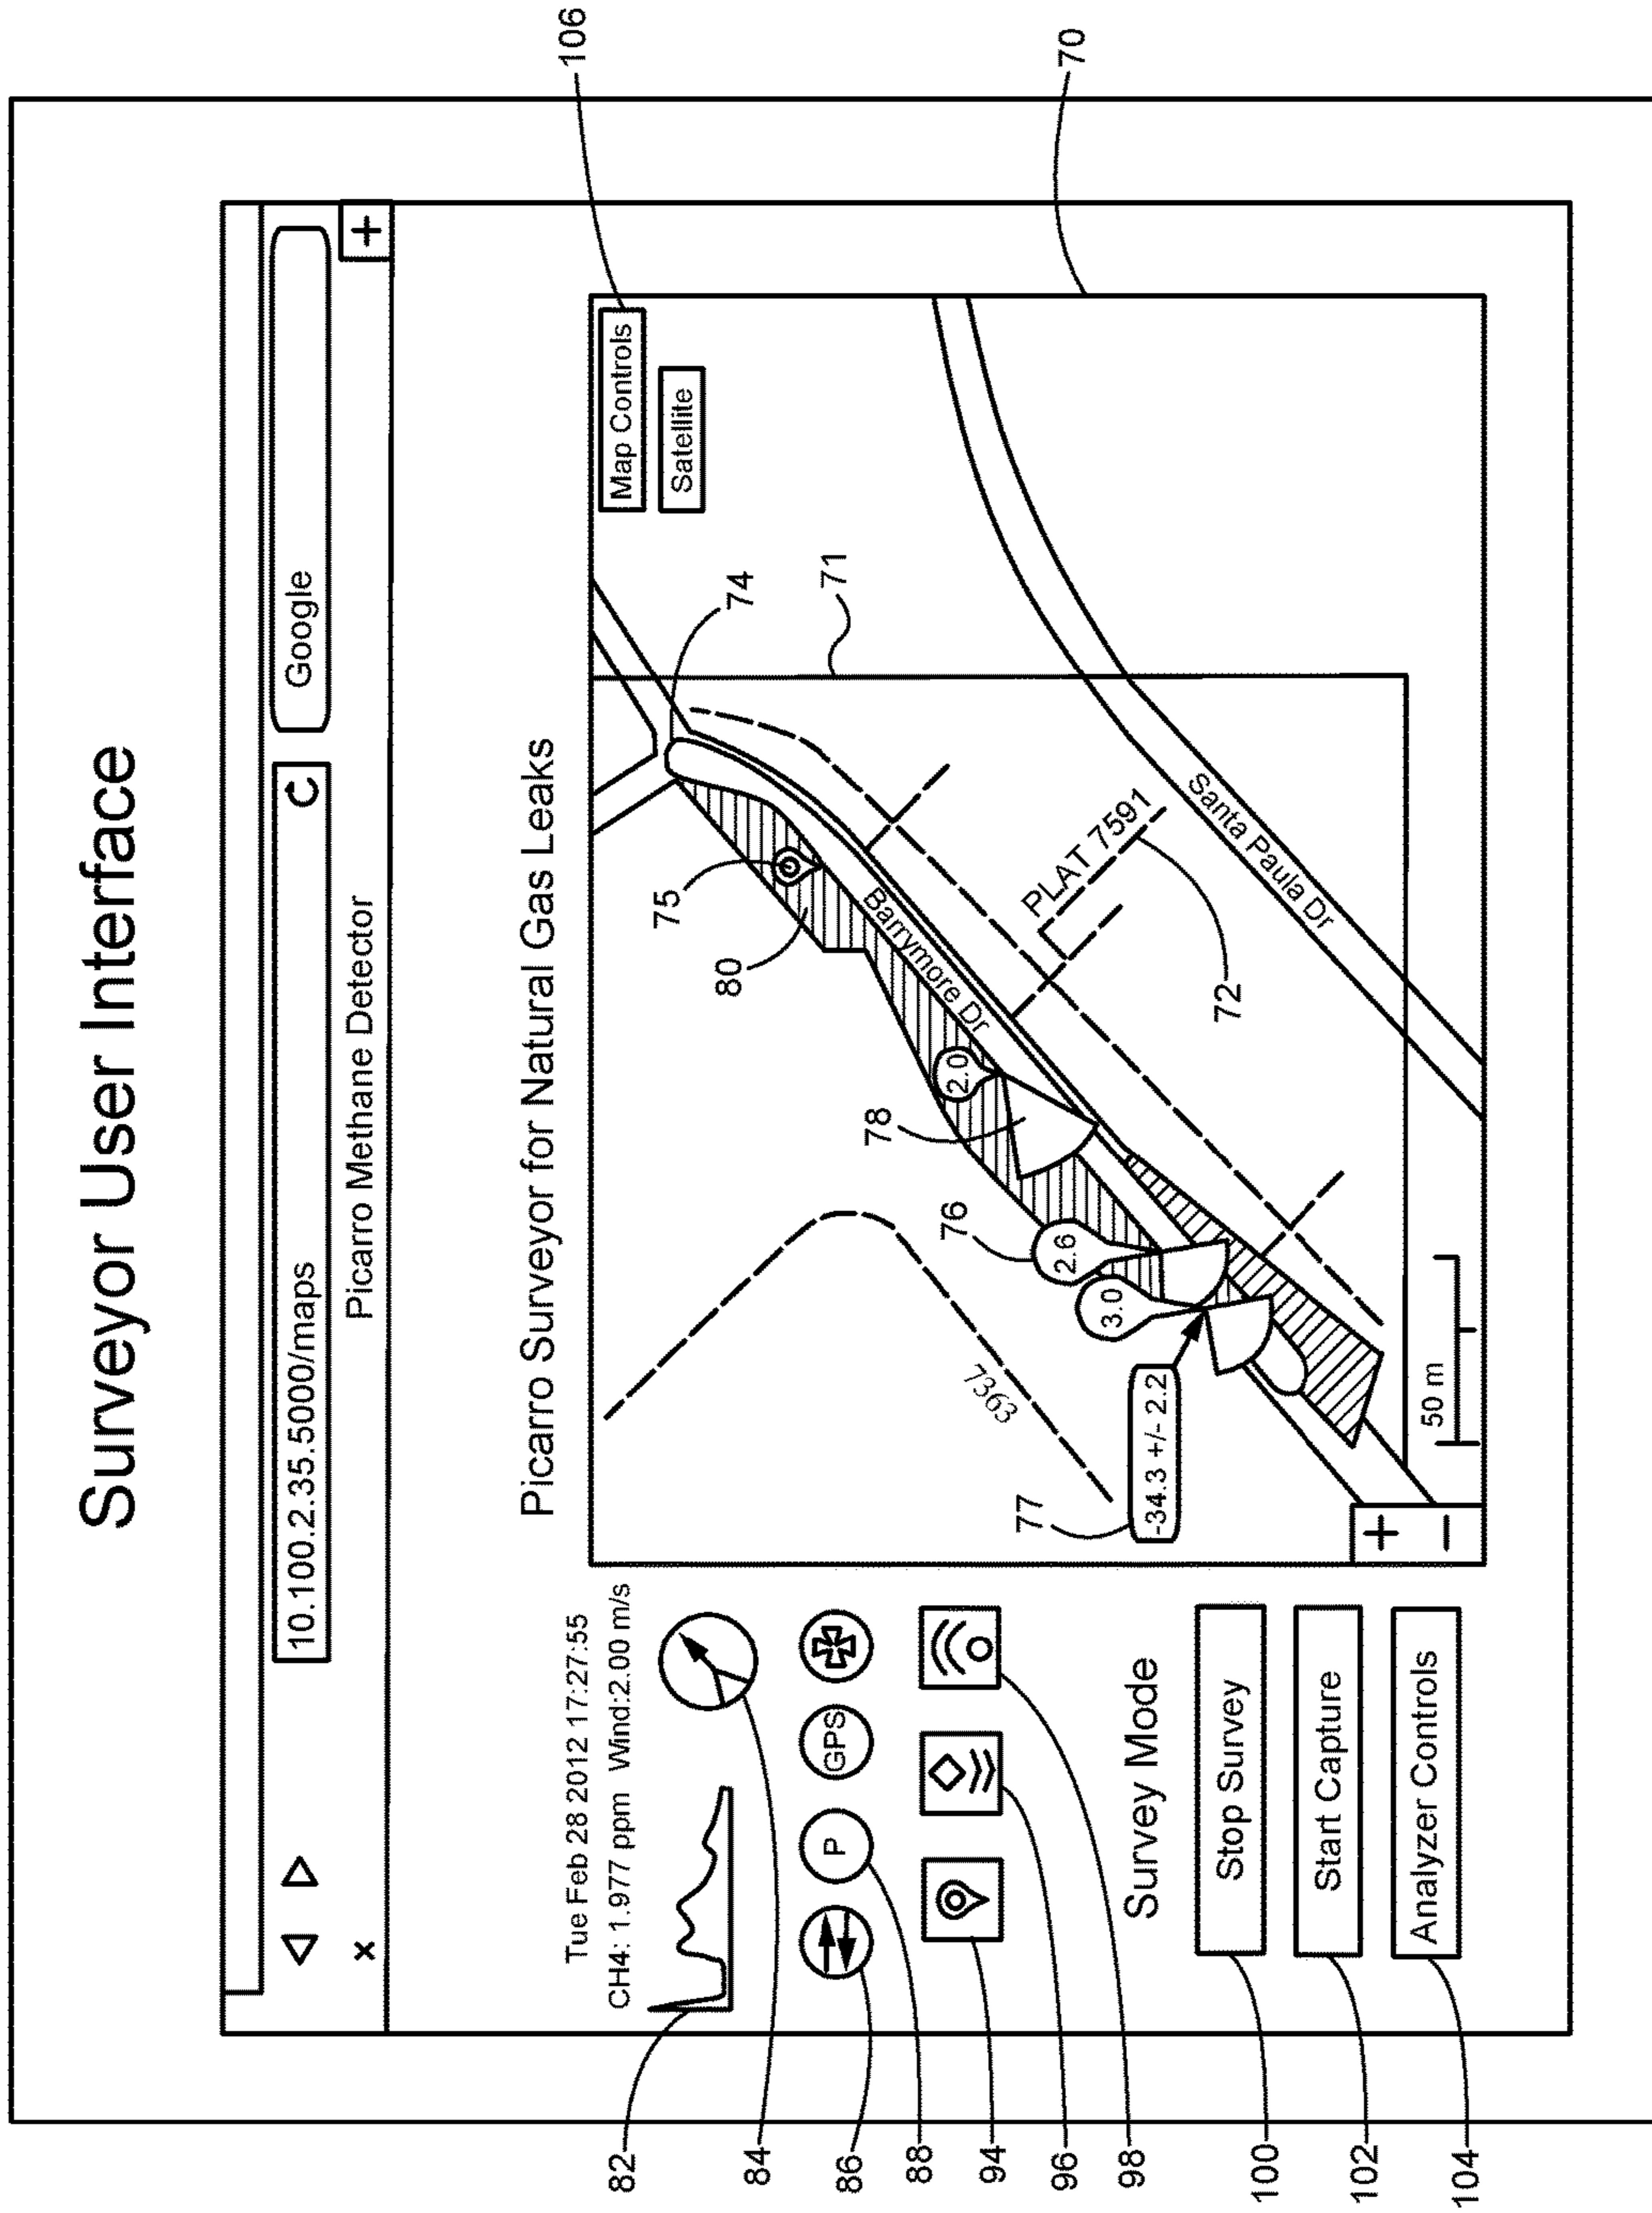 Surveyor User Interface
10.100.2.35.5000/maps
Google
× Picarro Methane Detector +
Picarro Surveyor for Natural Gas Leaks
Tue Feb 28 2012 17:27:55
CH4: 1.977 ppm Wind:2.00 m/s
P
GPS
Survey Mode
Stop Survey
Start Capture
Analyzer Controls
Map Controls
Satellite
Barrymore Dr
Santa Paula Dr
PLAT 7591
7363
2.0
2.6
3.0
-34.3 +/- 2.2
50 m
+
−
82
84
86
88
94
96
98
100
102
104
106
70
71
72
74
75
76
77
78
80